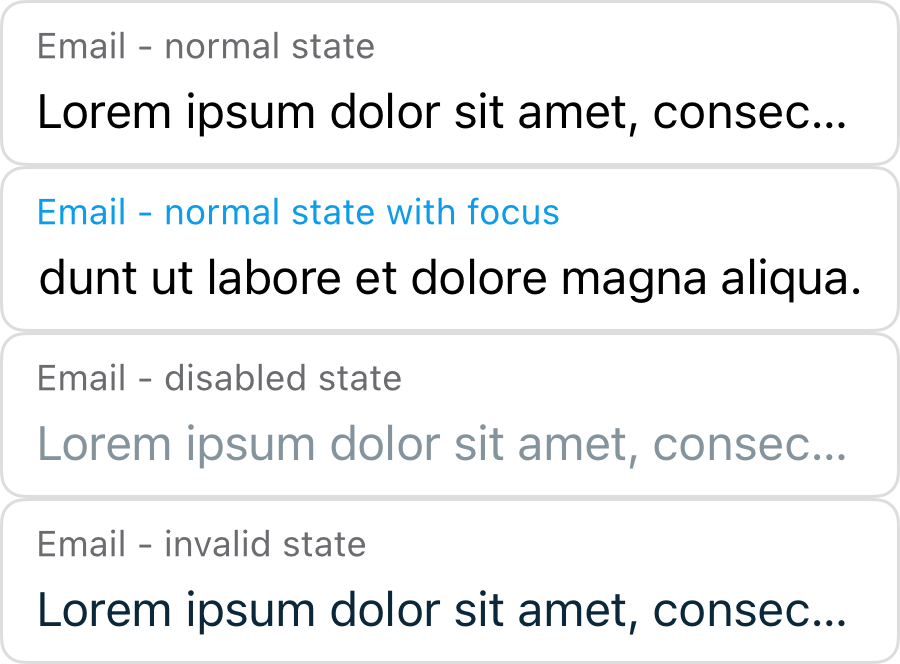 Email - normal state
Lorem ipsum dolor sit amet, consec...
Email - normal state with focus
dunt ut labore et dolore magna aliqua.
Email - disabled state
Lorem ipsum dolor sit amet, consec...
Email - invalid state
Lorem ipsum dolor sit amet, consec...